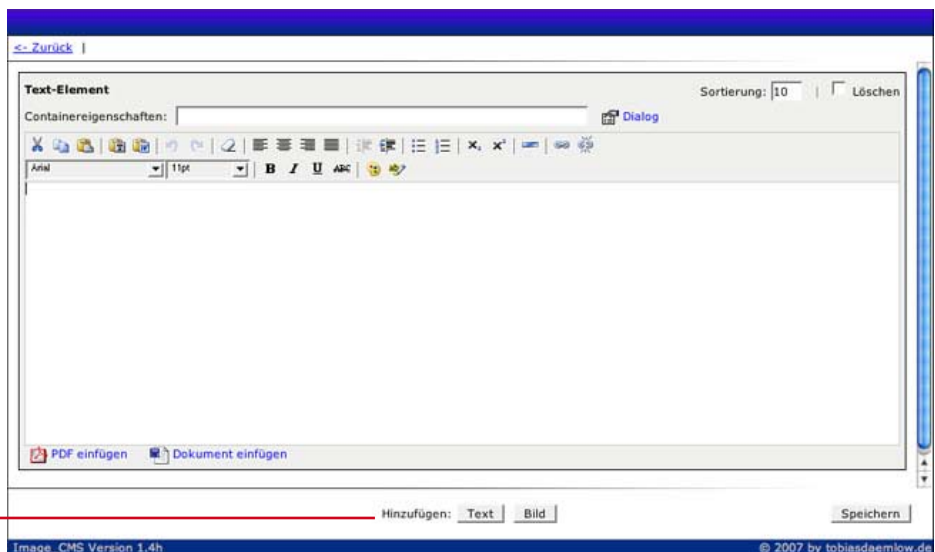 <- Zurück |
Text-Element
Sortierung: 10 | Löschen
Containereigenschaften:
Dialog
Arial 11pt B I U ABC
PDF einfügen Dokument einfügen
Hinzufügen: Text Bild Speichern
Image CMS Version 1.4h © 2007 by tobiasdaemlow.de